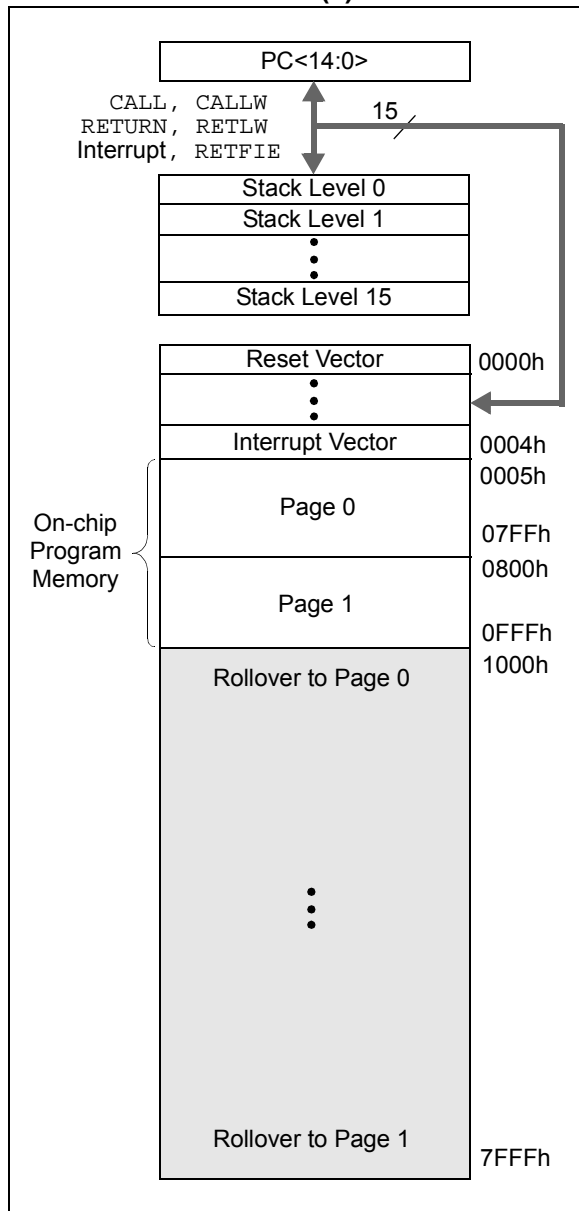 PC<14:0>
CALL, CALLW
RETURN, RETLW
Interrupt, RETFIE
15
Stack Level 0
Stack Level 1
Stack Level 15
Reset Vector
0000h
Interrupt Vector
0004h
0005h
On-chip
Program
Memory
Page 0
07FFh
0800h
Page 1
0FFFh
1000h
Rollover to Page 0
Rollover to Page 1
7FFFh